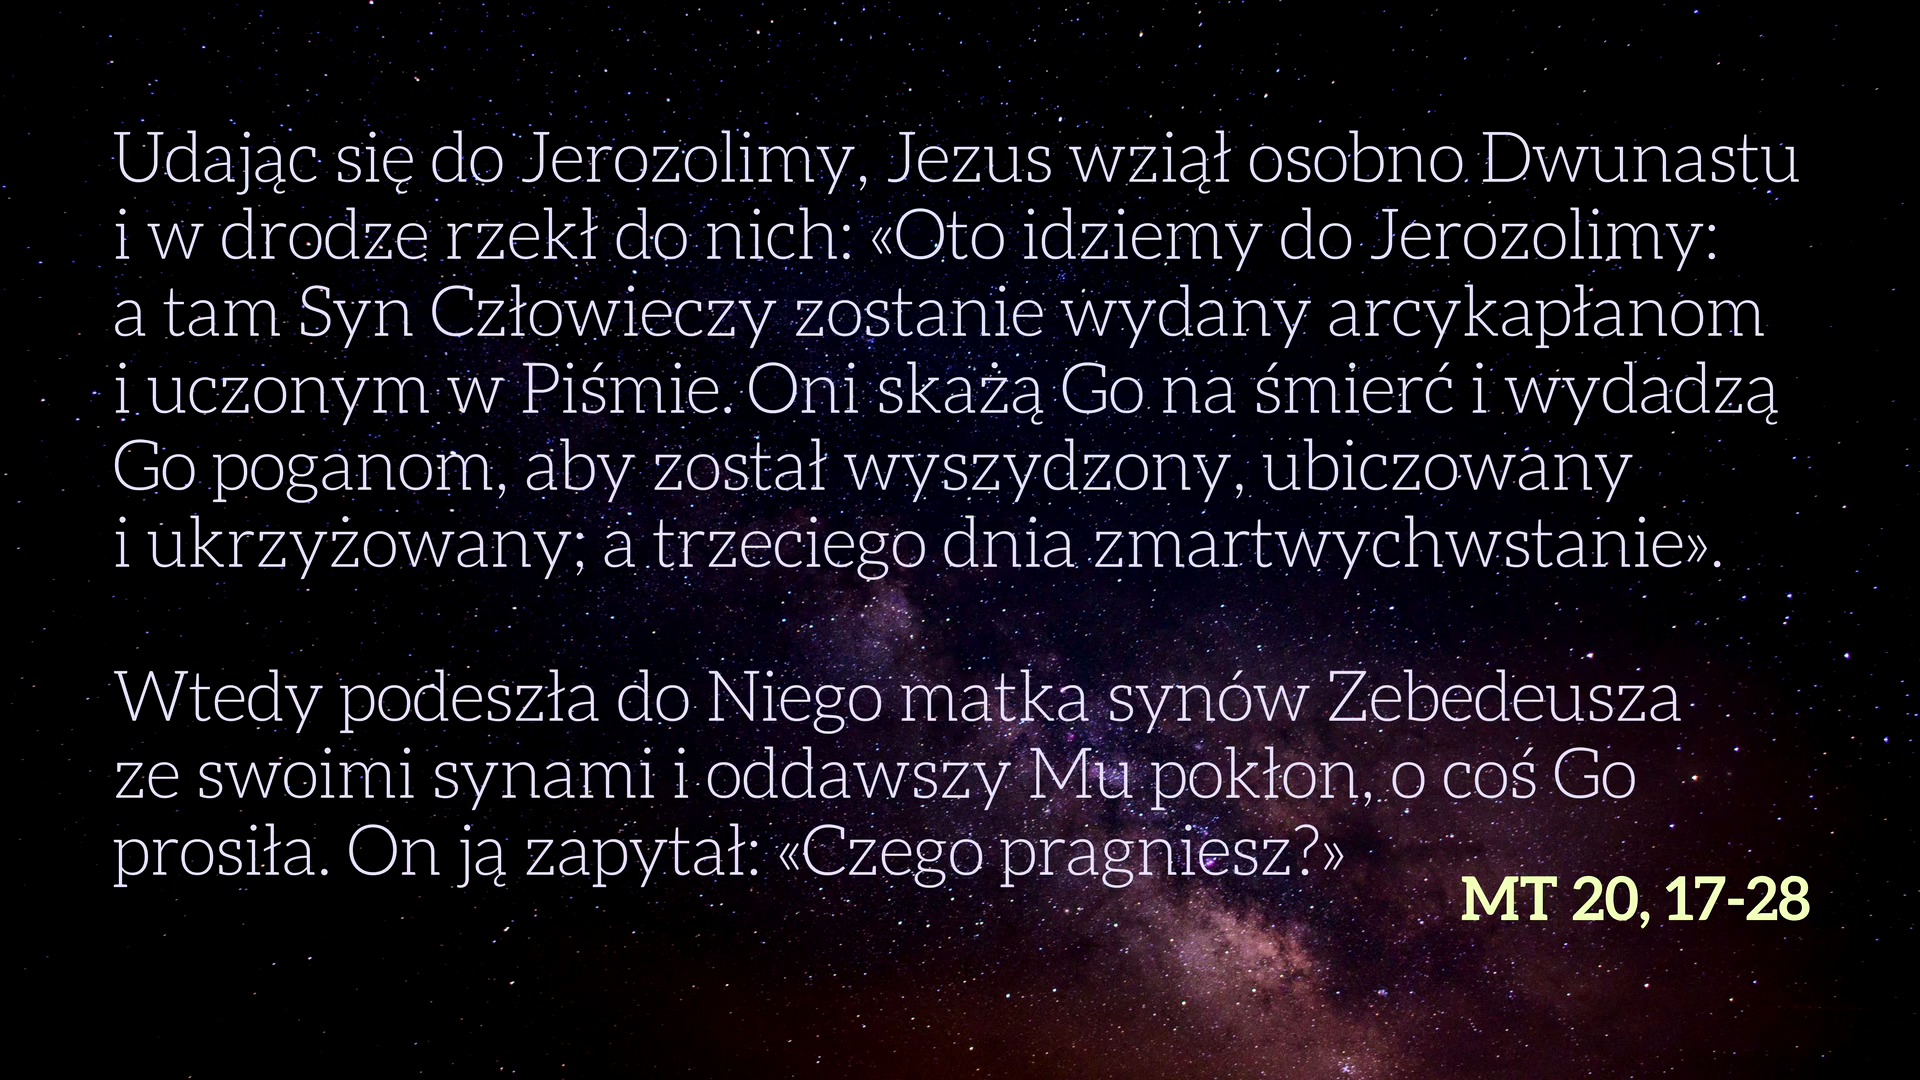 Udając się do Jerozolimy, Jezus wziął osobno Dwunastu
i w drodze rzekł do nich: «Oto idziemy do Jerozolimy:
a tam Syn Człowieczy zostanie wydany arcykapłanom
i uczonym w Piśmie. Oni skażą Go na śmierć i wydadzą
Go poganom, aby został wyszydzony, ubiczowany
i ukrzyżowany; a trzeciego dnia zmartwychwstanie».
Wtedy podeszła do Niego matka synów Zebedeusza
ze swoimi synami i oddawszy Mu pokłon, o coś Go
prosiła. On ją zapytał: «Czego pragniesz?»
MT 20, 17-28